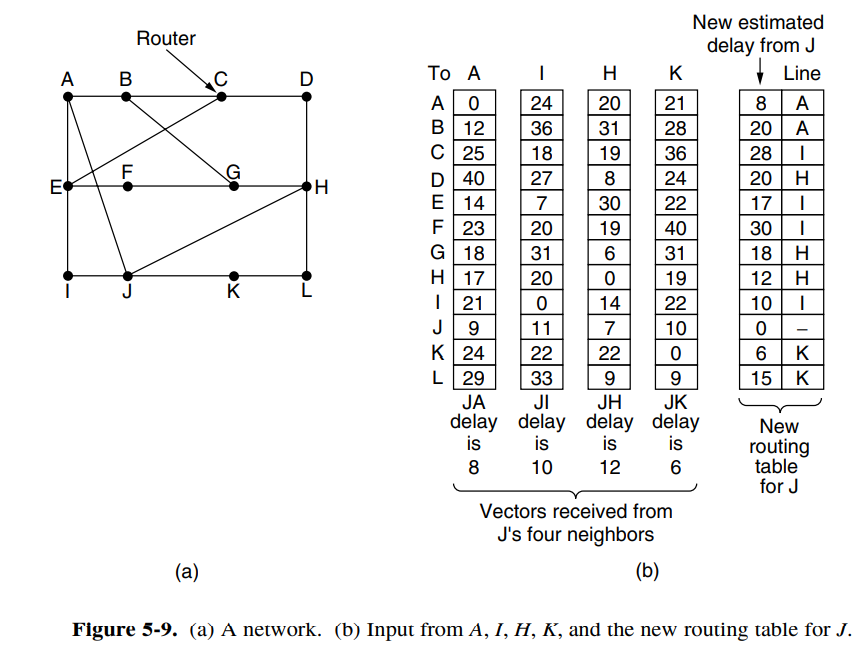 Router
A B C D
E F G H
I J K L
(a)
New estimated
delay from J
To A I H K Line
A 0 24 20 21 8 A
B 12 36 31 28 20 A
C 25 18 19 36 28 I
D 40 27 8 24 20 H
E 14 7 30 22 17 I
F 23 20 19 40 30 I
G 18 31 6 31 18 H
H 17 20 0 19 12 H
I 21 0 14 22 10 I
J 9 11 7 10 0 –
K 24 22 22 0 6 K
L 29 33 9 9 15 K
JA JI JH JK
delay delay delay delay
is is is is
8 10 12 6
New
routing
table
for J
Vectors received from
J's four neighbors
(b)
Figure 5-9. (a) A network. (b) Input from A, I, H, K, and the new routing table for J.